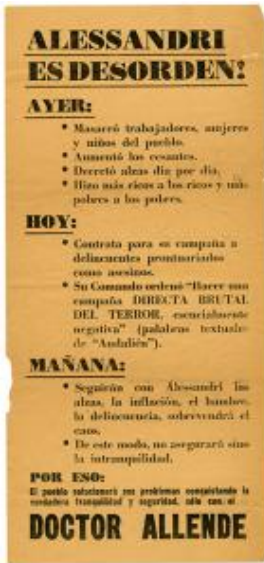 ALESSANDRI
ES DESORDEN!
AYER:
• Masacró trabajadores, mujeres
y niños del pueblo.
• Aumentó los cesantes.
• Decretó alzas día por día.
• Hizo más ricos a los ricos y más
pobres a los pobres.
HOY:
• Contrata para su campaña a
delincuentes prontuariados
como asesinos.
• Su Comando ordenó "Hacer una
campaña DIRECTA BRUTAL
DEL TERROR, esencialmente
negativa" (palabras textuales
de "Andalién").
MAÑANA:
• Seguirán con Alessandri las
alzas, la inflación, el hambre,
la delincuencia, sobrevendrá el
caos.
• De este modo, no asegurará sino
la intranquilidad.
POR ESO:
El pueblo solucionará sus problemas conquistando la
verdadera tranquilidad y seguridad, sólo con el
DOCTOR ALLENDE